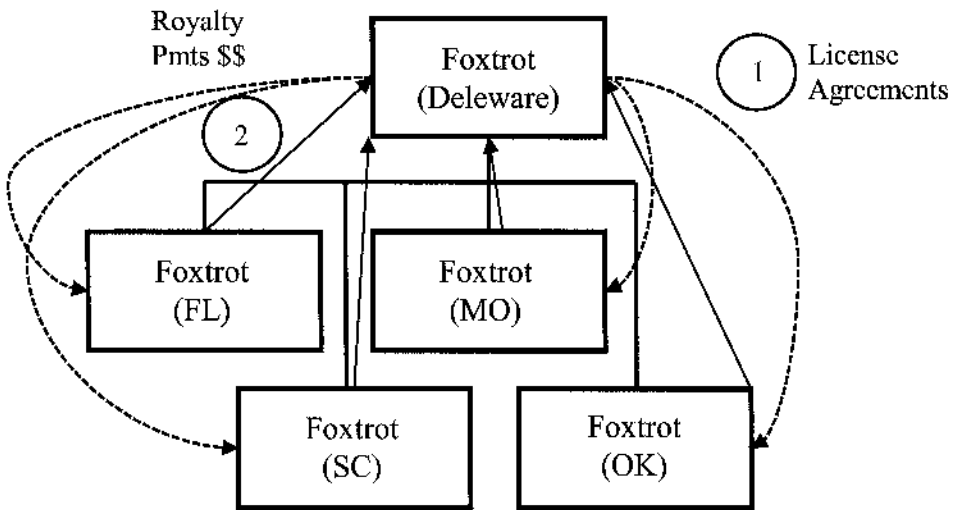 Royalty
Pmts $$
Foxtrot
(Deleware)
1
License
Agreements
2
Foxtrot
(FL)
Foxtrot
(MO)
Foxtrot
(SC)
Foxtrot
(OK)